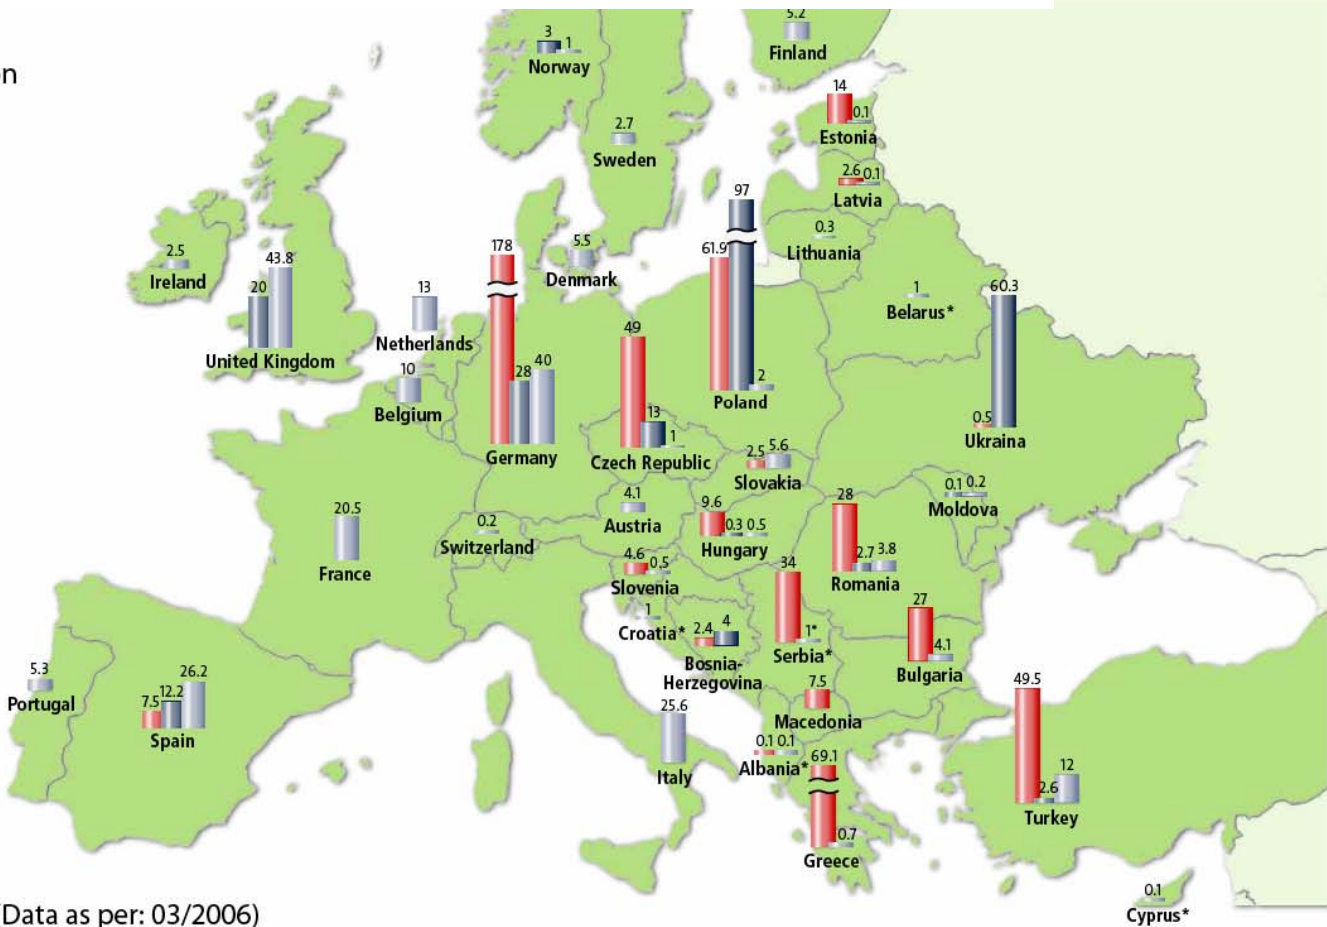 5.2
Finland
3
1
Norway
on
14
0.1
Estonia
2.7
Sweden
2.6 0.1
Latvia
97
61.9
2
Poland
0.3
Lithuania
2.5
Ireland
43.8
20
United Kingdom
13
Netherlands
178
28
40
Germany
5.5
Denmark
1
Belarus*
60.3
0.5
Ukraina
10
Belgium
49
13
1
Czech Republic
2.5 5.6
Slovakia
0.1 0.2
Moldova
4.1
Austria
9.6
0.3 0.5
Hungary
28
2.7 3.8
Romania
20.5
France
0.2
Switzerland
4.6
0.5
Slovenia
1
Croatia*
2.4 4
Bosnia-
Herzegovina
34
1*
Serbia*
27
4.1
Bulgaria
5.3
Portugal
7.5
12.2
26.2
Spain
25.6
Italy
7.5
Macedonia
0.1 0.1
Albania*
69.1
0.7
Greece
49.5
2.6
12
Turkey
0.1
Cyprus*
Data as per: 03/2006)